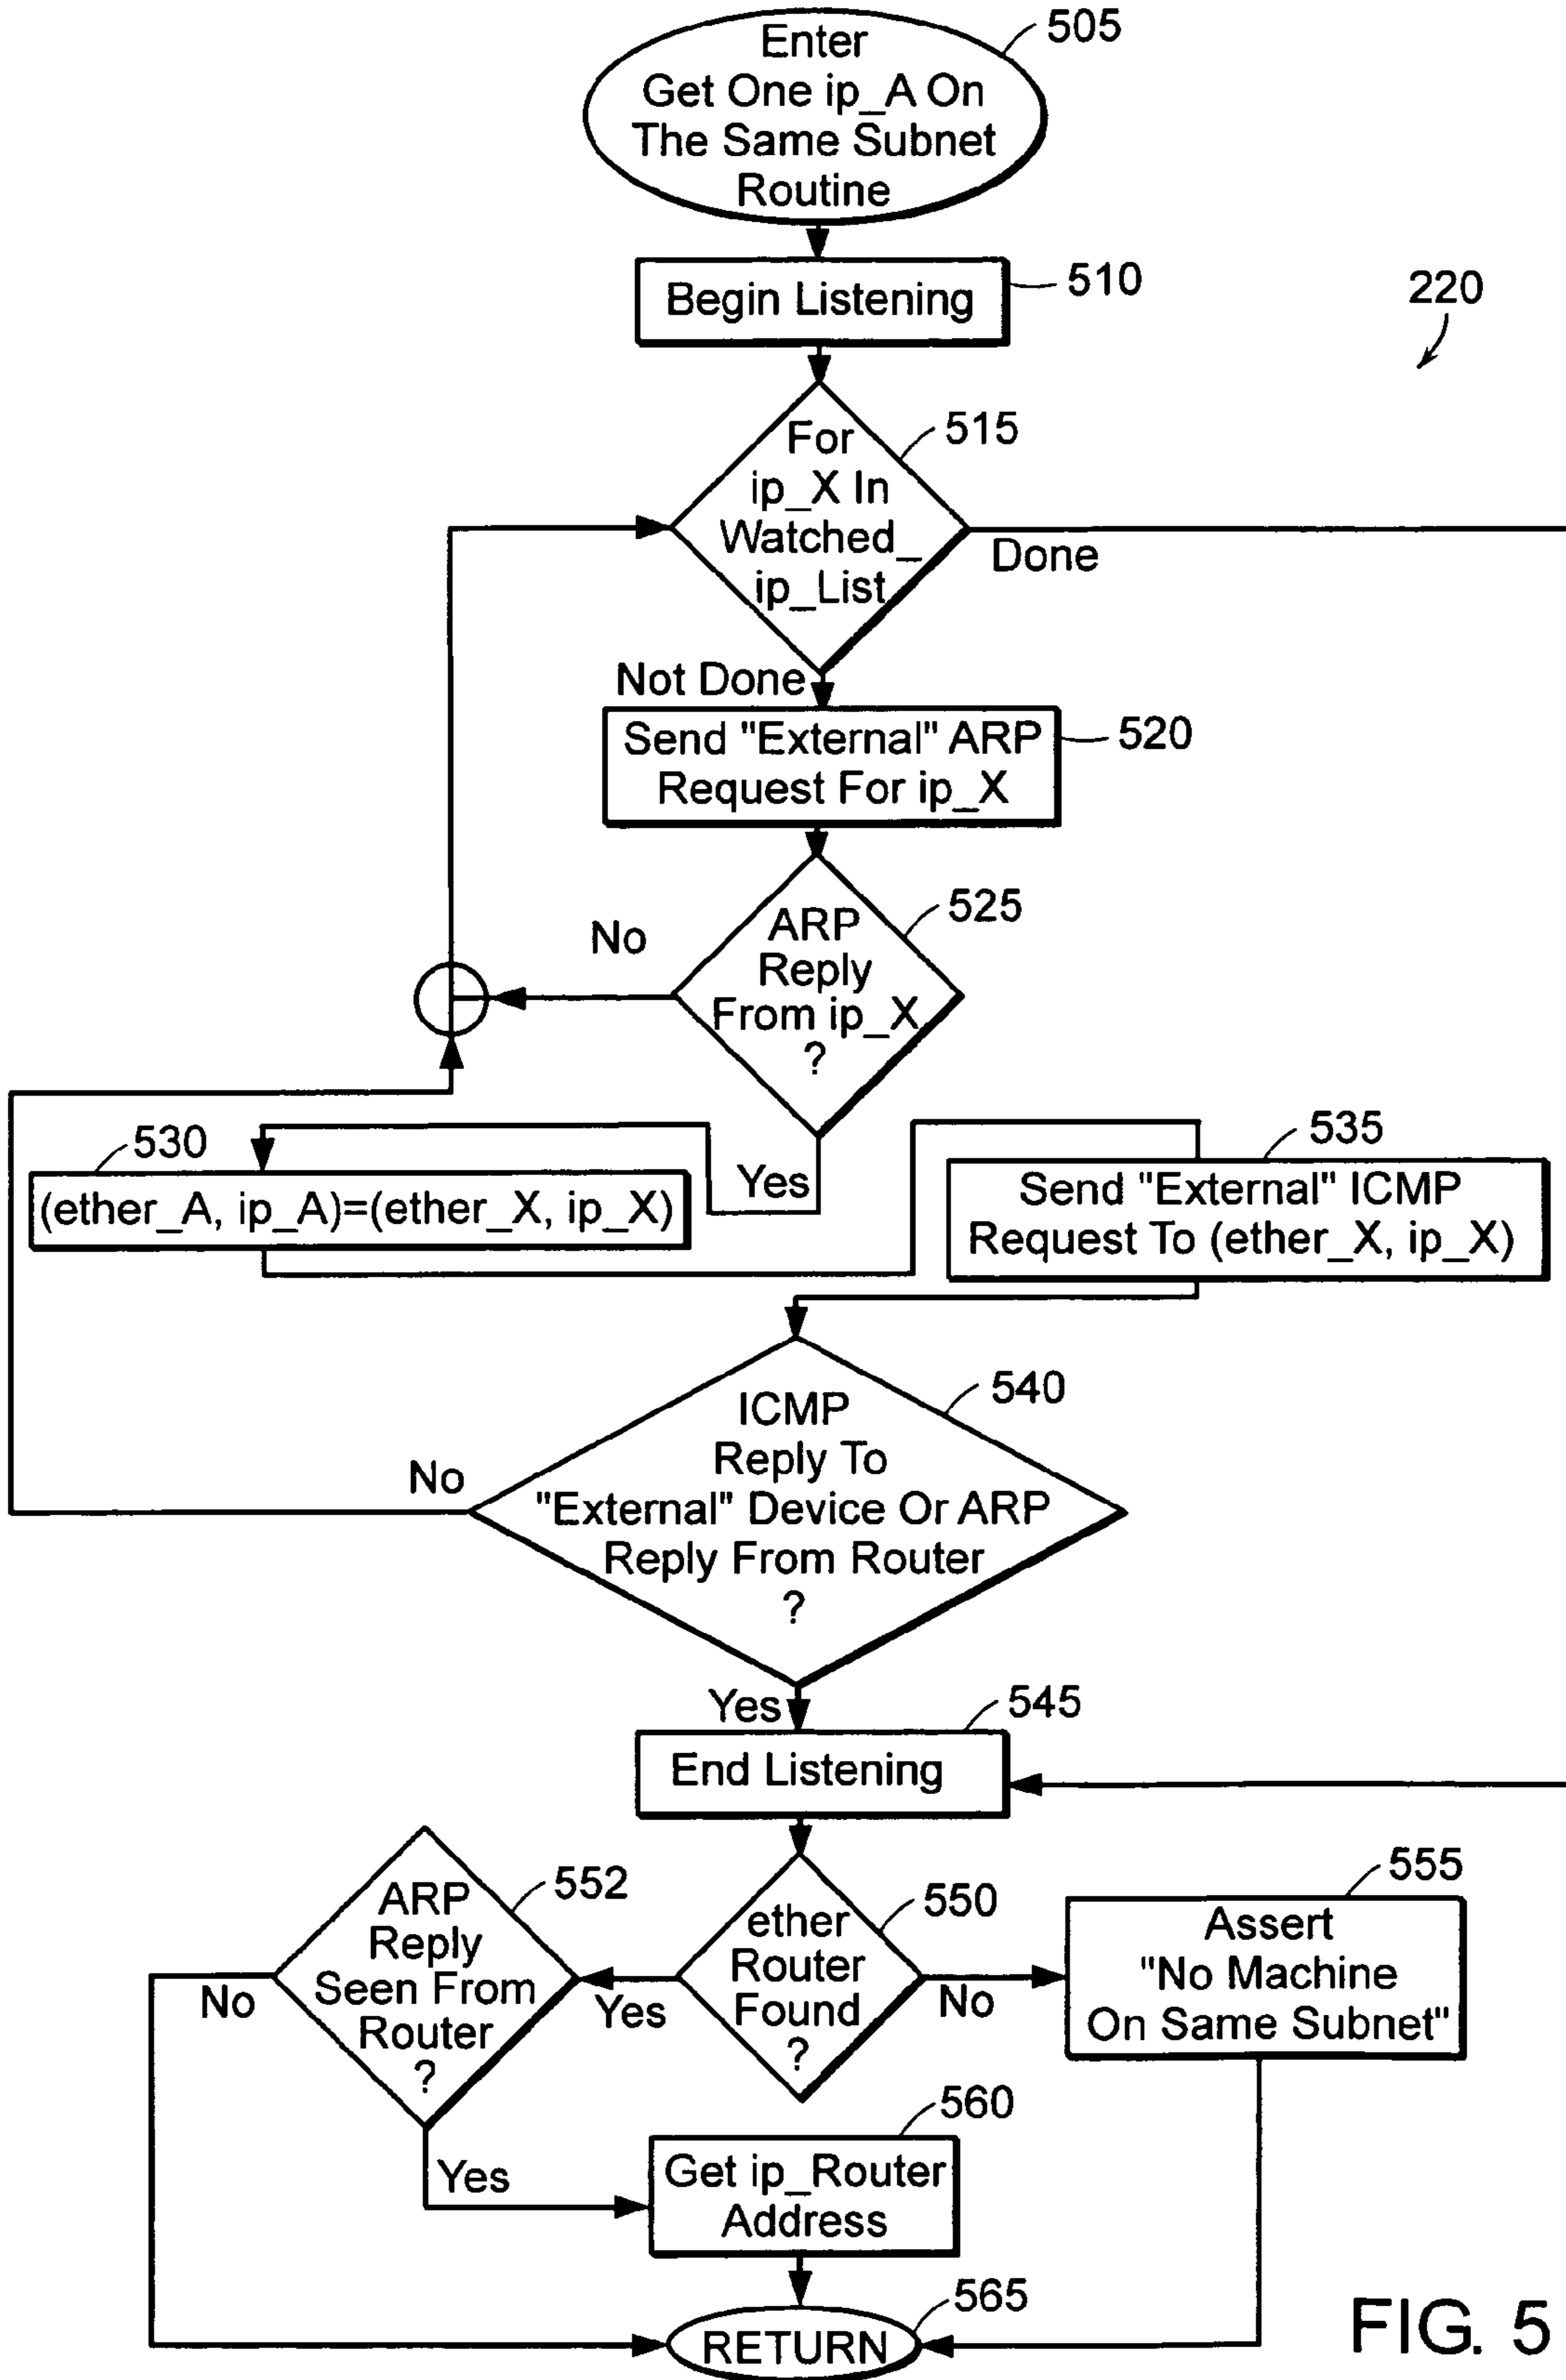 Enter
Get One ip_A On
The Same Subnet
Routine
505
Begin Listening
510
220
For
ip_X In
Watched_
ip_List
515
Done
Not Done
Send "External" ARP
Request For ip_X
520
ARP
Reply
From ip_X
?
525
No
Yes
530
(ether_A, ip_A)=(ether_X, ip_X)
535
Send "External" ICMP
Request To (ether_X, ip_X)
ICMP
Reply To
"External" Device Or ARP
Reply From Router
?
540
No
Yes
545
End Listening
ARP
Reply
Seen From
Router
?
552
No
Yes
ether
Router
Found
?
550
Yes
No
555
Assert
"No Machine
On Same Subnet"
560
Get ip_Router
Address
565
RETURN
FIG. 5